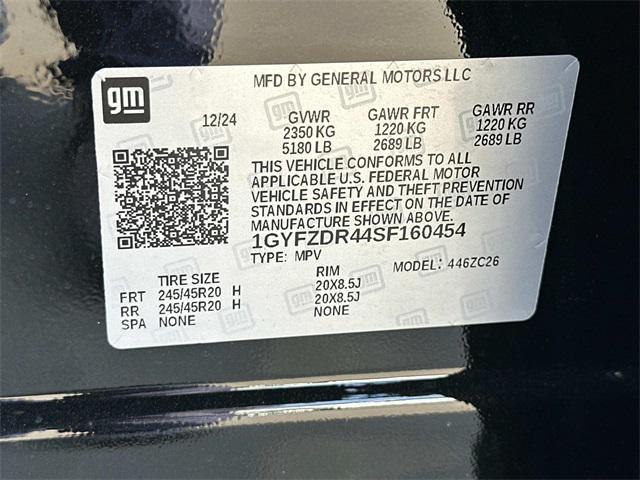 MFD BY GENERAL MOTORS LLC
gm
12/24
GVWR
2350 KG
5180 LB
GAWR FRT
1220 KG
2689 LB
GAWR RR
1220 KG
2689 LB
THIS VEHICLE CONFORMS TO ALL
APPLICABLE U.S. FEDERAL MOTOR
VEHICLE SAFETY AND THEFT PREVENTION
STANDARDS IN EFFECT ON THE DATE OF
MANUFACTURE SHOWN ABOVE.
1GYFZDR44SF160454
TYPE: MPV
MODEL: 446ZC26
TIRE SIZE
RIM
FRT 245/45R20 H 20X8.5J
RR 245/45R20 H 20X8.5J
SPA NONE NONE